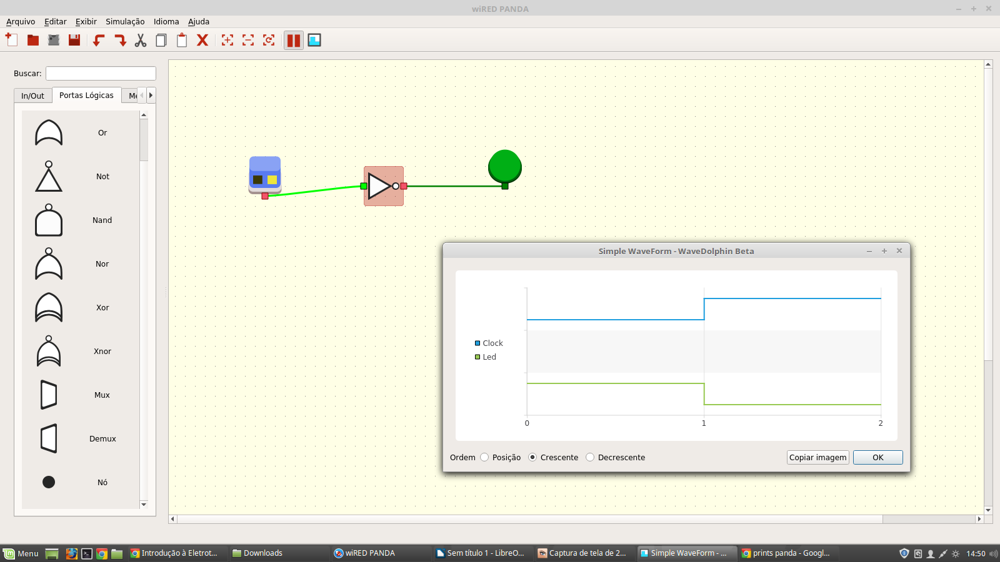 wiRED PANDA
Arquivo Editar Exibir Simulação Idioma Ajuda
Buscar:
In/Out Portas Lógicas
Or
Not
Nand
Nor
Xor
Xnor
Mux
Demux
Nó
Simple WaveForm - WaveDolphin Beta
Clock
Led
0 1 2
Ordem Posição Crescente Decrescente Copiar imagem OK
Menu Introdução à Eletrot... Downloads wiRED PANDA Sem título 1 - LibreO... Captura de tela de 2... Simple WaveForm - ... prints panda - Googl... 14:50